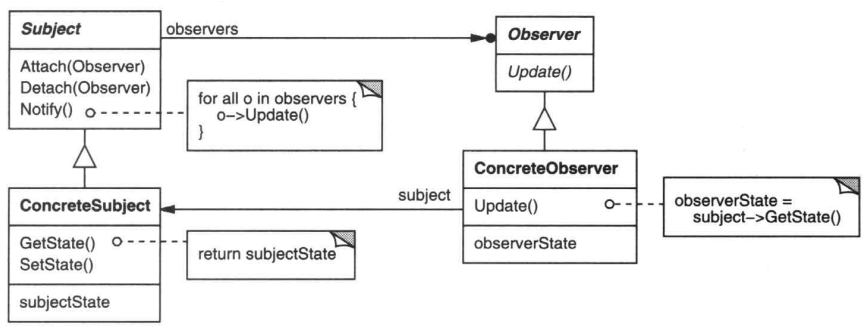 Subject
observers
Observer
Attach(Observer)
Detach(Observer)
Notify()
for all o in observers {
o->Update()
}
Update()
ConcreteSubject
GetState()
SetState()
subjectState
return subjectState
subject
ConcreteObserver
Update()
observerState
observerState =
subject->GetState()